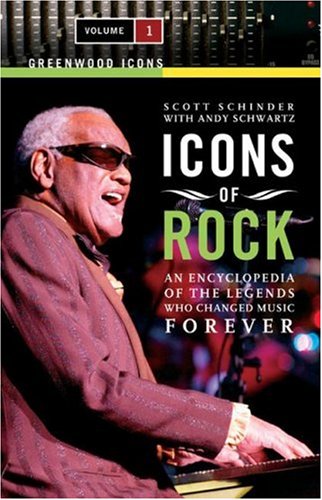 VOLUME 1
GREENWOOD ICONS
SCOTT SCHINDER
WITH ANDY SCHWARTZ
ICONS
OF
ROCK
AN ENCYCLOPEDIA
OF THE LEGENDS
WHO CHANGED MUSIC
FOREVER